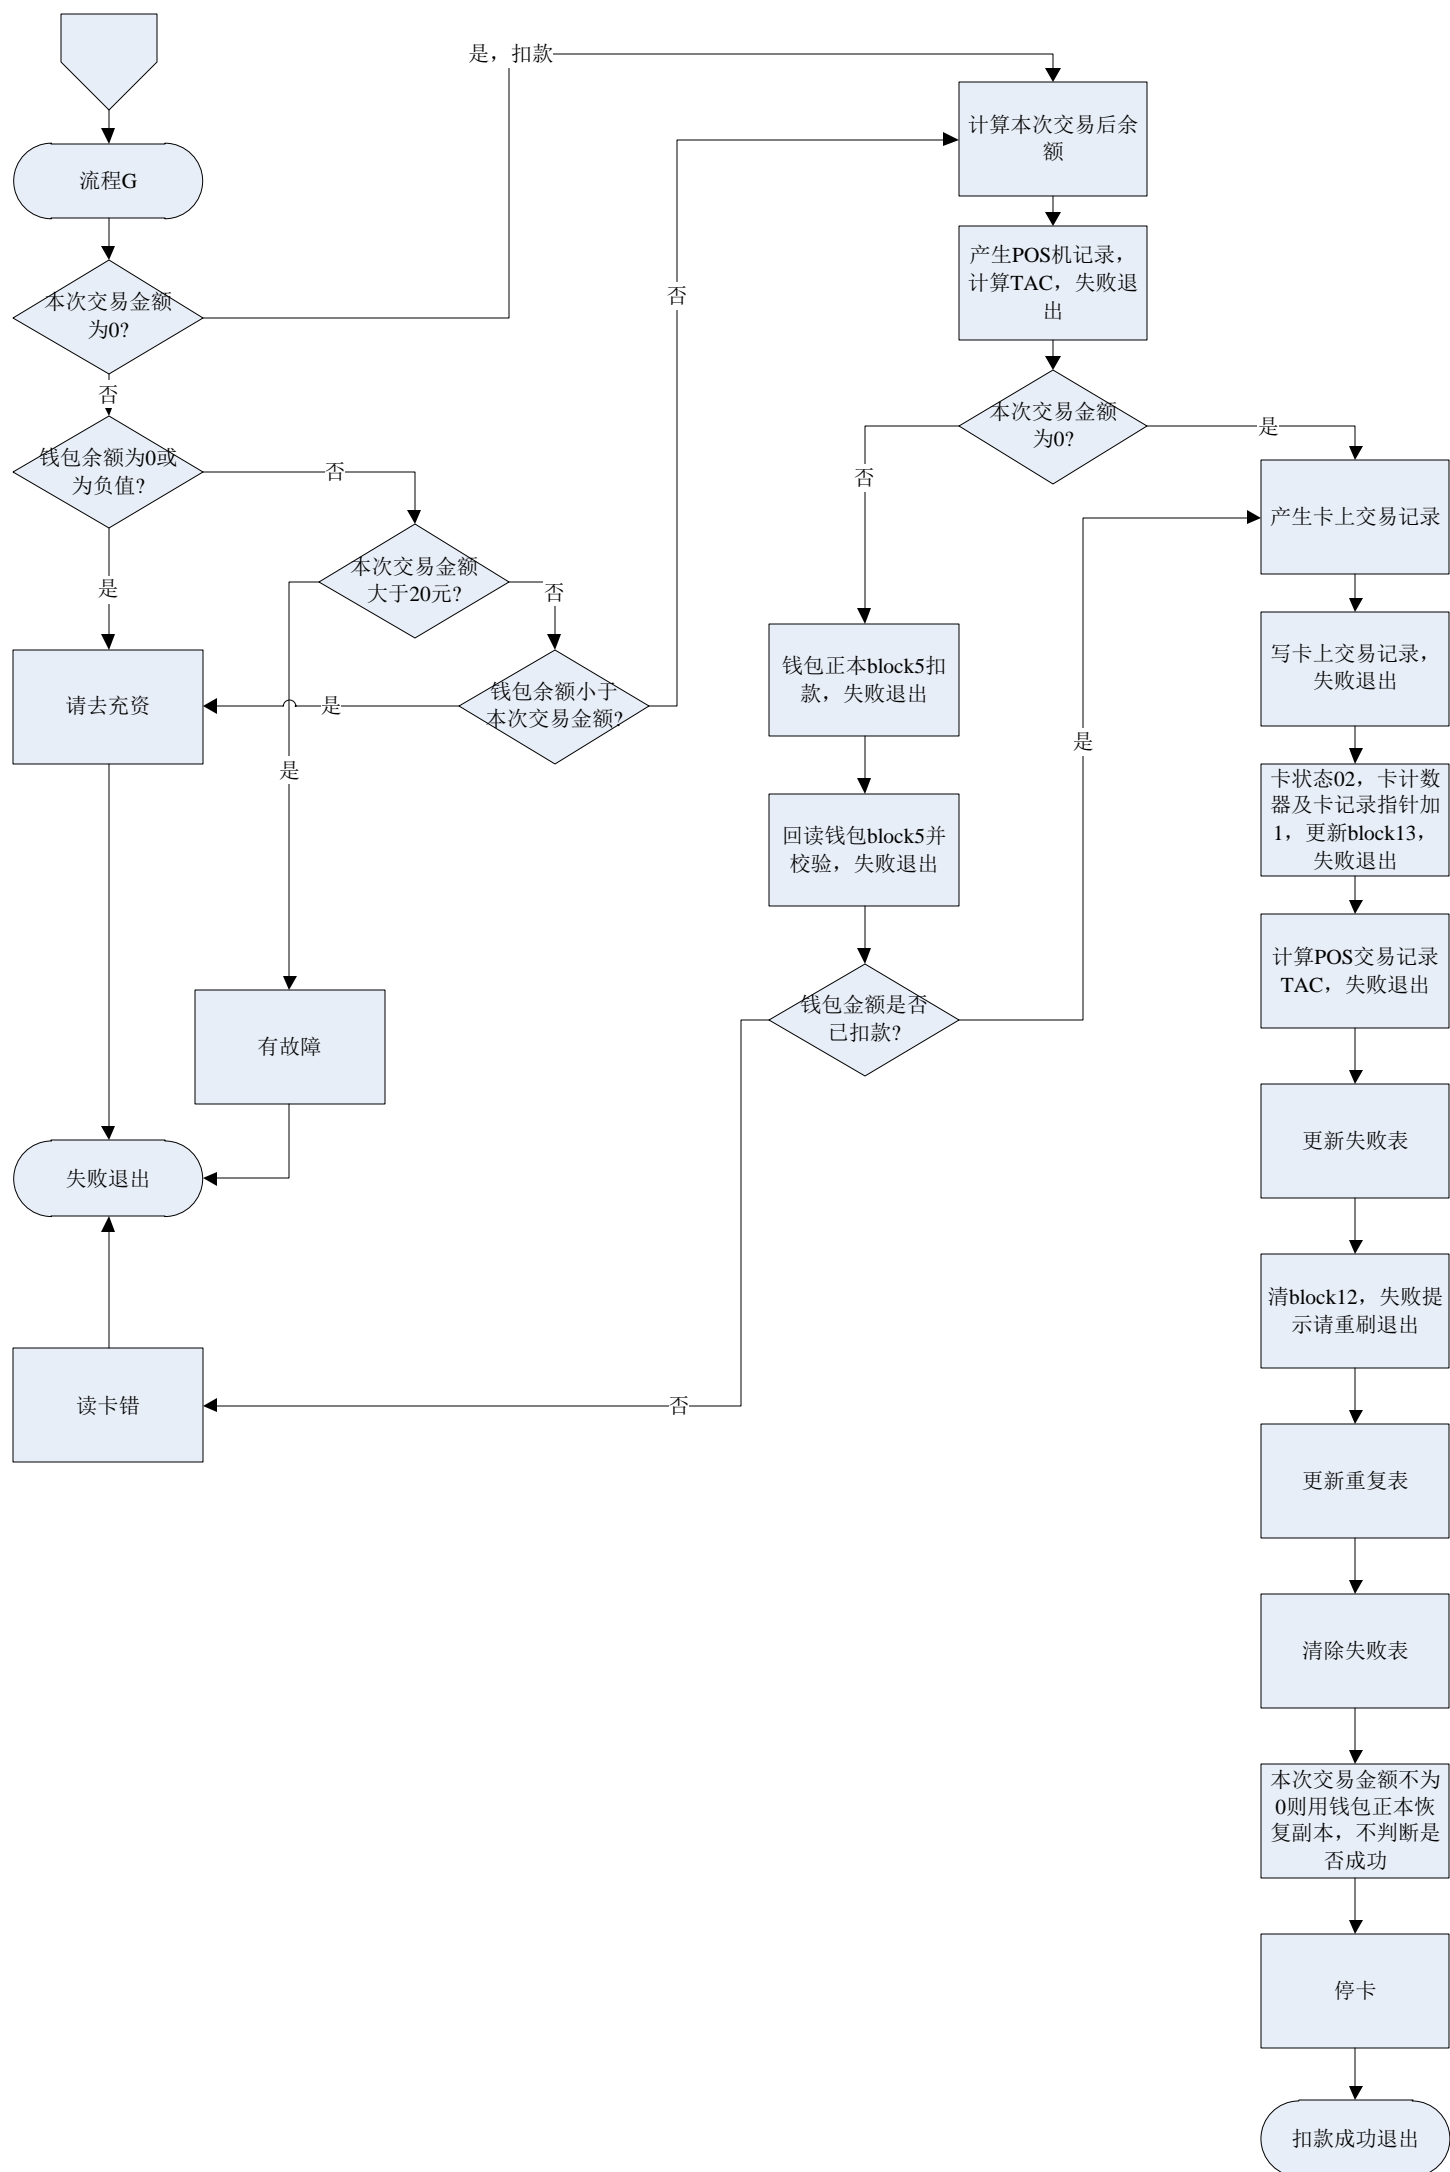 是，扣款
计算本次交易后余
额
流程G
产生POS机记录，
计算TAC，失败退
出
本次交易金额
为0?
否
否
钱包余额为0或
为负值?
否
本次交易金额
为0?
是
否
本次交易金额
大于20元?
否
是
产生卡上交易记录
请去充资
是
钱包余额小于
本次交易金额?
是
钱包正本block5扣
款，失败退出
是
写卡上交易记录，
失败退出
回读钱包block5并
校验，失败退出
卡状态02，卡计数
器及卡记录指针加
1，更新block13，
失败退出
有故障
钱包金额是否
已扣款?
计算POS交易记录
TAC，失败退出
失败退出
更新失败表
清block12，失败提
示请重刷退出
读卡错
否
更新重复表
清除失败表
本次交易金额不为
0则用钱包正本恢
复副本，不判断是
否成功
停卡
扣款成功退出